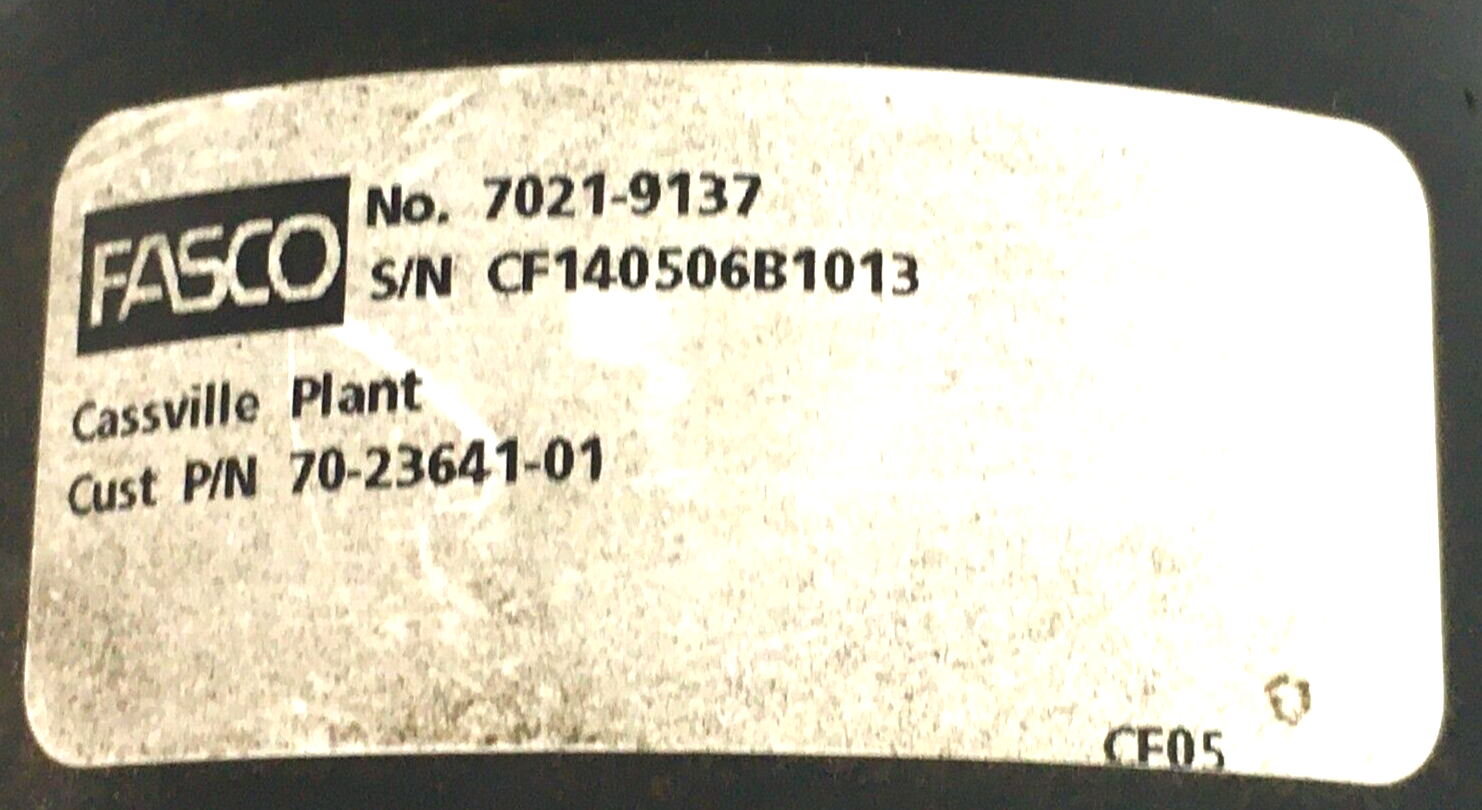 FASCO
No. 7021-9137
S/N CF140506B1013
Cassville Plant
Cust P/N 70-23641-01
CF05